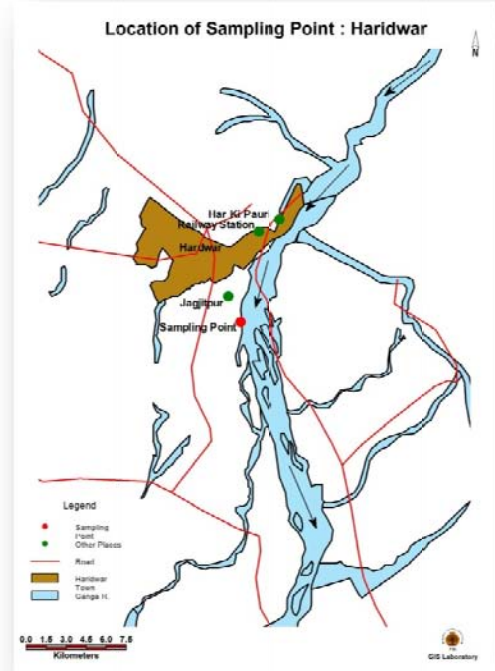 Location of Sampling Point : Haridwar
N
Har Ki Pauri
Railway Station
Hardwar
Jagjitpur
Sampling Point
Legend
Sampling
Point
Other Places
Road
Haridwar
Town
Ganga R.
0.0 1.5 3.0 4.5 6.0 7.5
Kilometers
GIS Laboratory